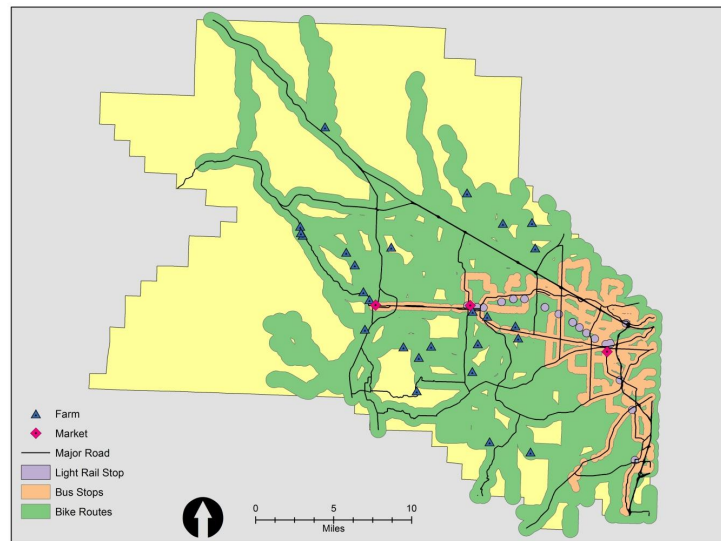 Farm
Market
Major Road
Light Rail Stop
Bus Stops
Bike Routes
0 5 10
Miles